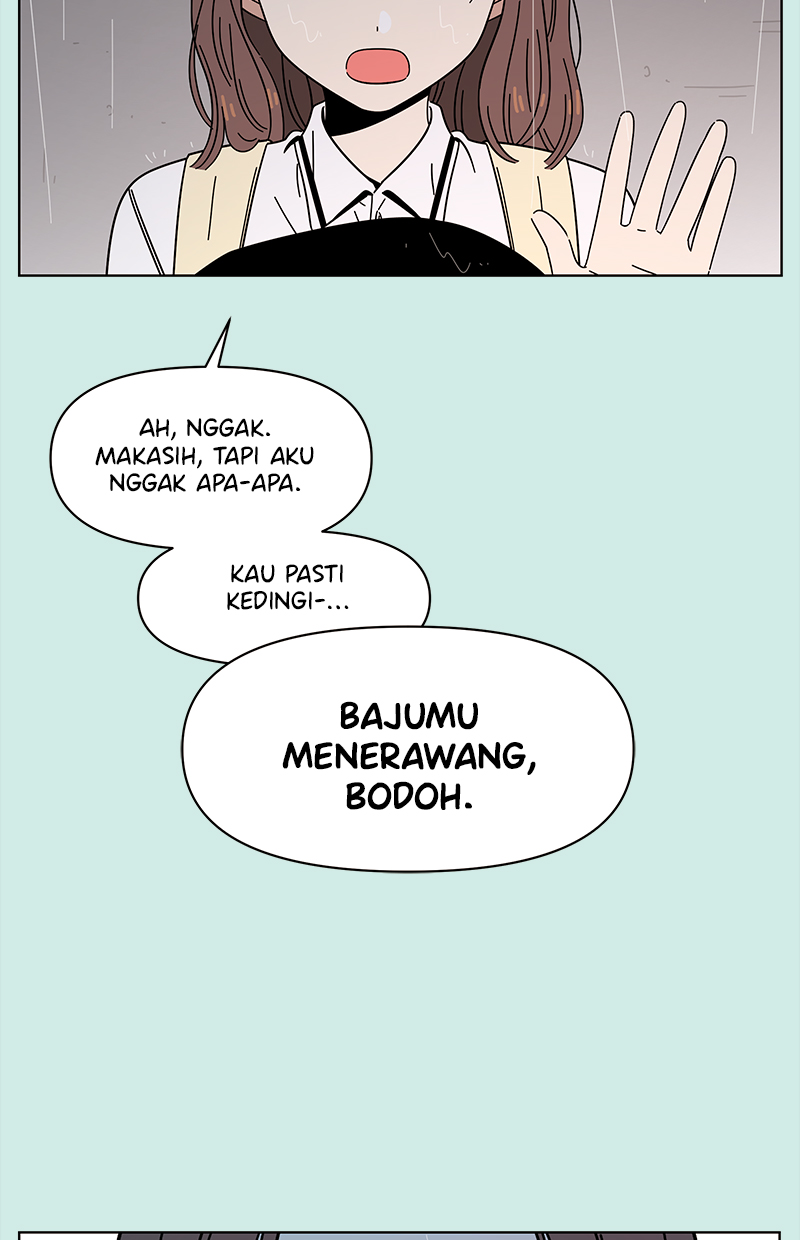 AH, NGGAK.
MAKASIH, TAPI AKU
NGGAK APA-APA.
KAU PASTI
KEDINGI-...
BAJUMU
MENERAWANG,
BODOH.